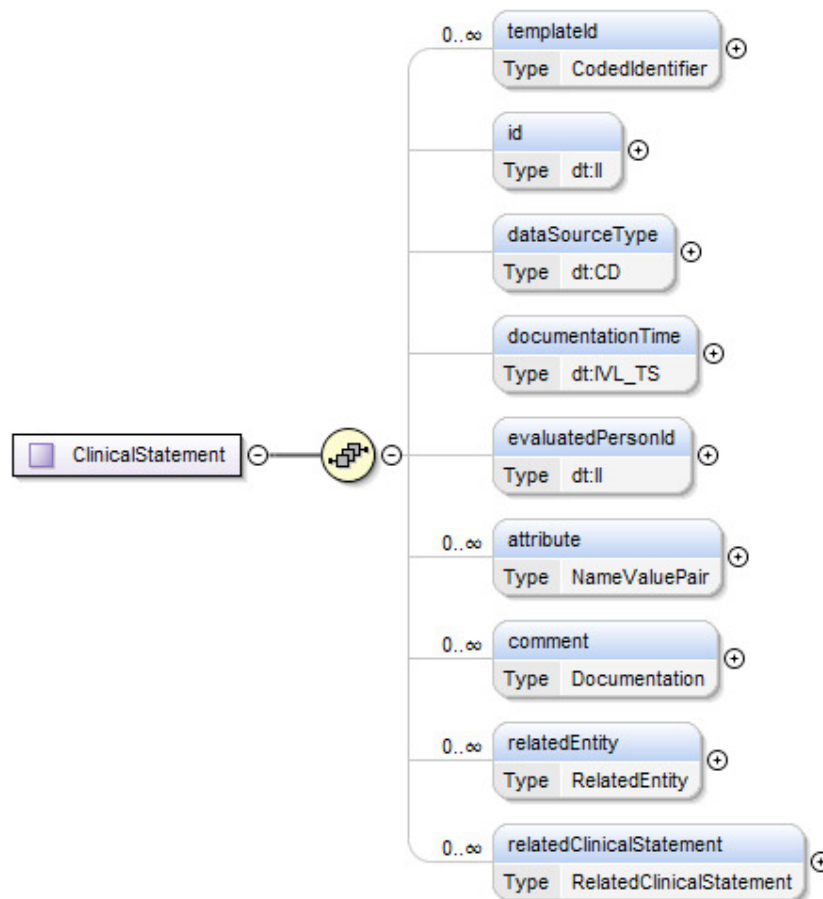 0..∞
templateId
Type CodedIdentifier
id
Type dt:II
dataSourceType
Type dt:CD
documentationTime
Type dt:IVL_TS
ClinicalStatement
evaluatedPersonId
Type dt:II
0..∞
attribute
Type NameValuePair
0..∞
comment
Type Documentation
0..∞
relatedEntity
Type RelatedEntity
0..∞
relatedClinicalStatement
Type RelatedClinicalStatement